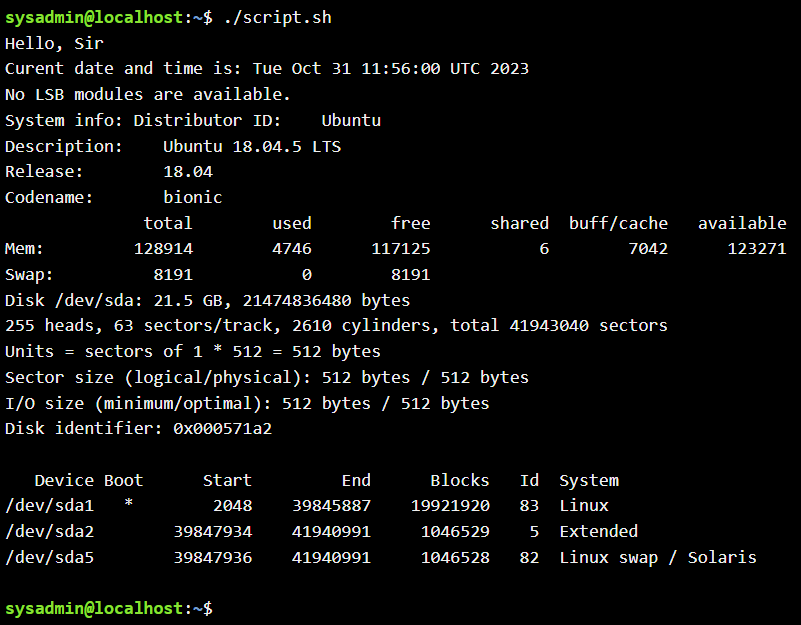 sysadmin@localhost:~$ ./script.sh
Hello, Sir
Curent date and time is: Tue Oct 31 11:56:00 UTC 2023
No LSB modules are available.
System info: Distributor ID:    Ubuntu
Description:    Ubuntu 18.04.5 LTS
Release:        18.04
Codename:       bionic
              total        used        free      shared  buff/cache   available
Mem:         128914        4746      117125           6        7042      123271
Swap:          8191           0        8191
Disk /dev/sda: 21.5 GB, 21474836480 bytes
255 heads, 63 sectors/track, 2610 cylinders, total 41943040 sectors
Units = sectors of 1 * 512 = 512 bytes
Sector size (logical/physical): 512 bytes / 512 bytes
I/O size (minimum/optimal): 512 bytes / 512 bytes
Disk identifier: 0x000571a2
   Device Boot      Start         End      Blocks   Id  System
/dev/sda1   *        2048    39845887    19921920   83  Linux
/dev/sda2        39847934    41940991     1046529    5  Extended
/dev/sda5        39847936    41940991     1046528   82  Linux swap / Solaris
sysadmin@localhost:~$